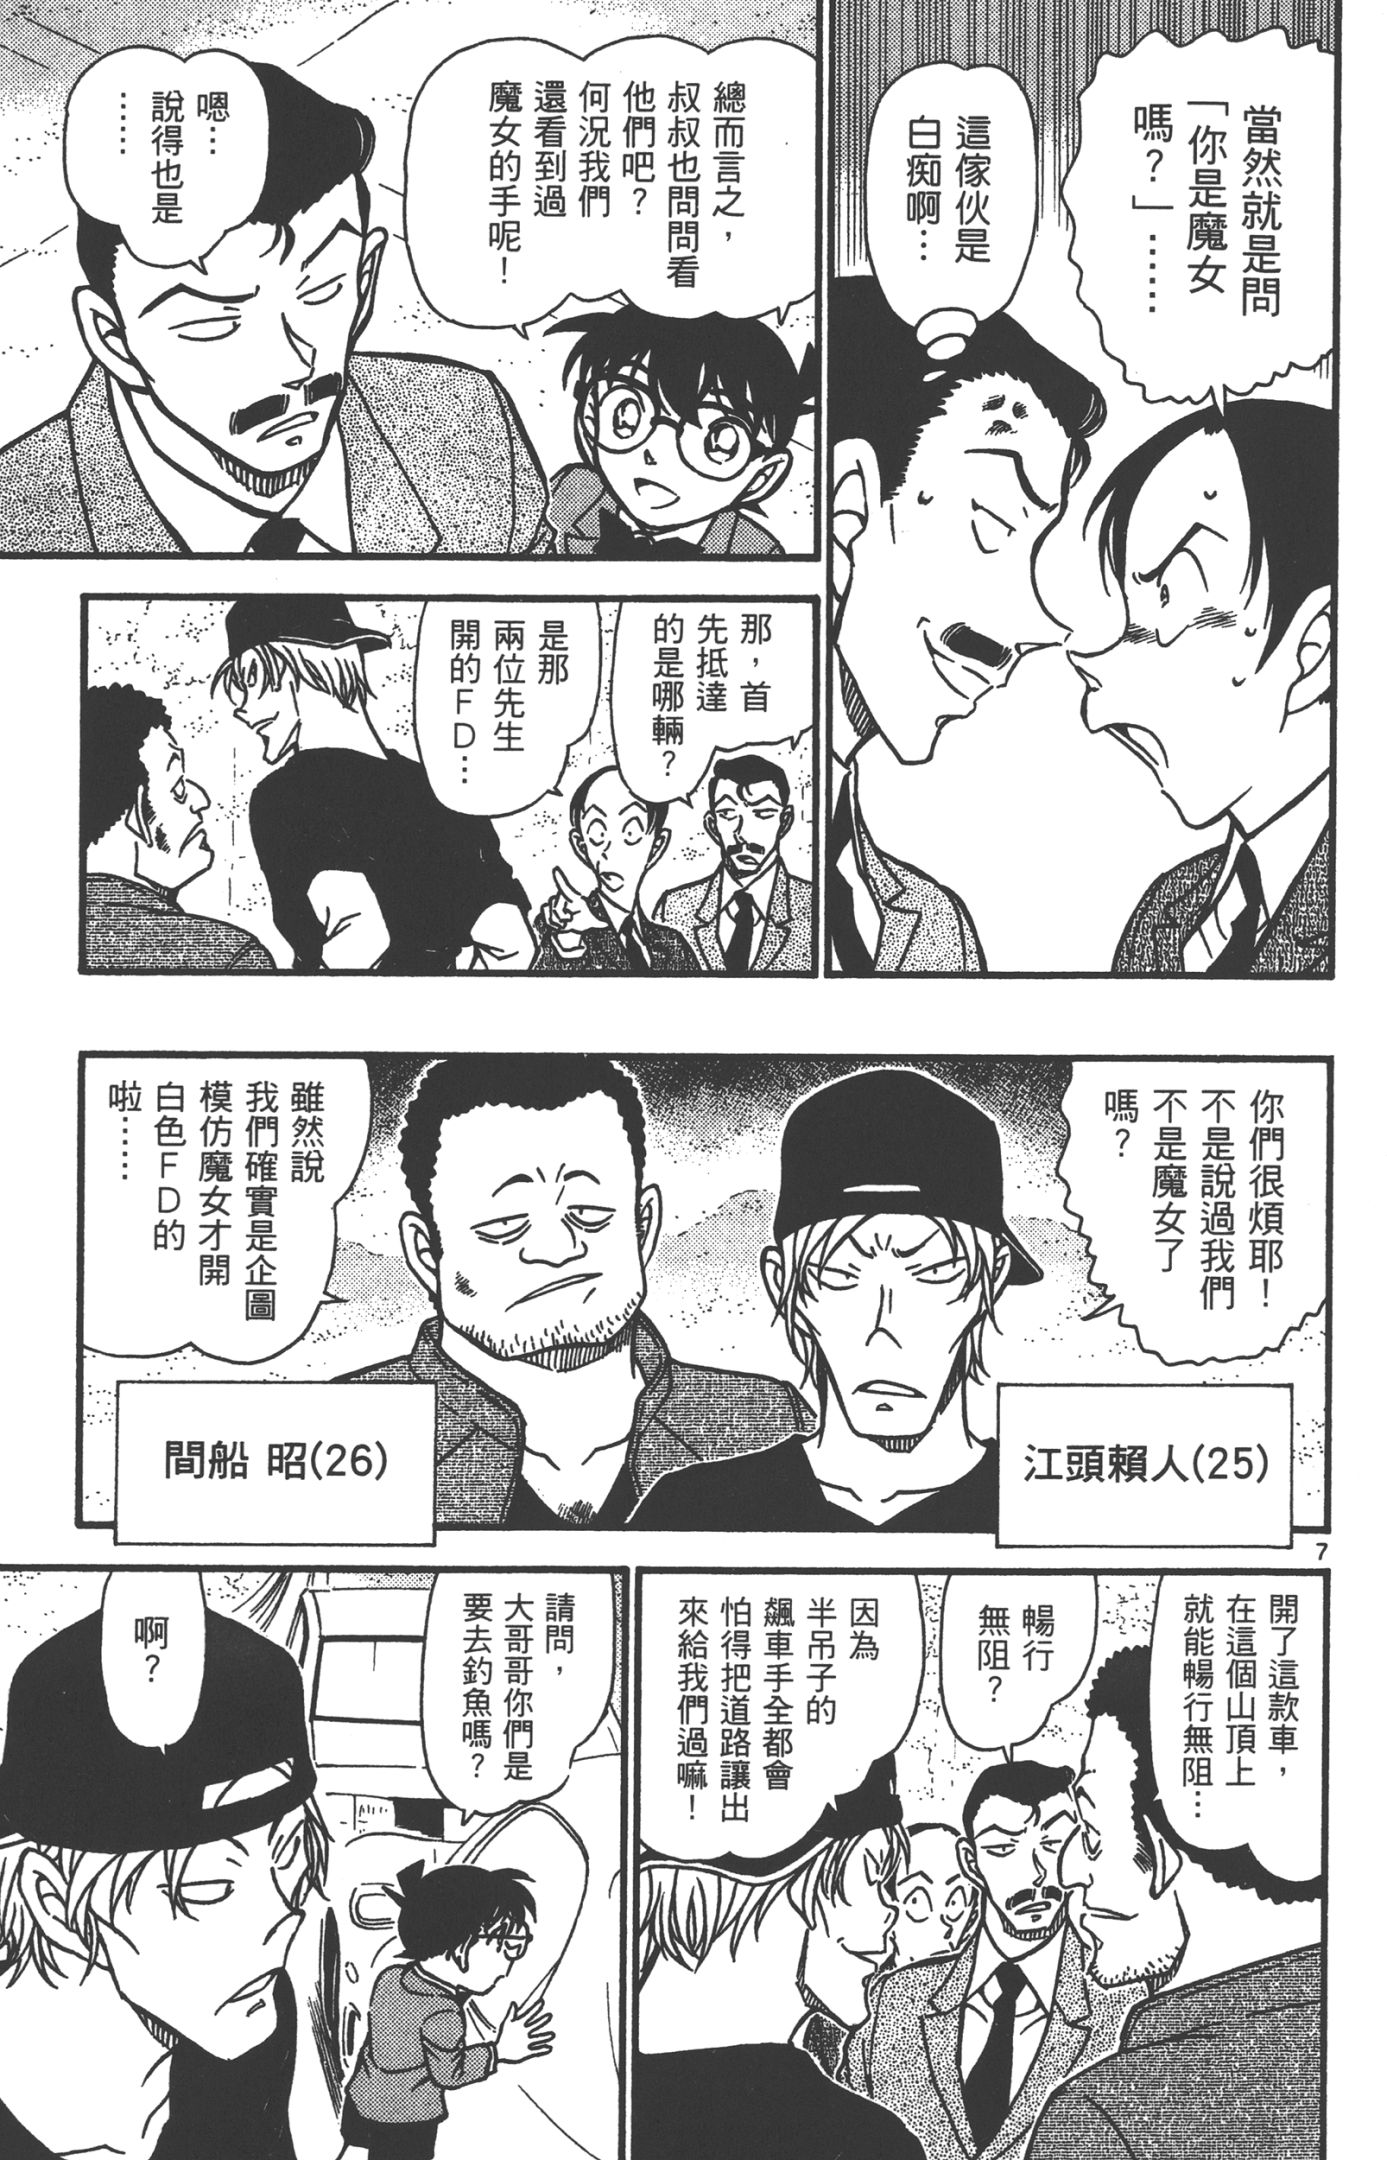 當然就是問
「你是魔女
嗎？」……
這傢伙是
白痴啊…
總而言之，
叔叔也問問看
他們吧？
何況我們
還看到過
魔女的手呢！
嗯…
說得也是
……
那，首
先抵達
的是哪輛？
是那
兩位先生
開的FD…
你們很煩耶！
不是說過我們
不是魔女了
嗎？
雖然說
我們確實是企圖
模仿魔女才開
白色FD的
啦……
江頭賴人(25)
間船 昭(26)
7
開了這款車，
在這個山頂上
就能暢行無阻…
暢行
無阻？
因為
半吊子的
飆車手全都會
怕得把道路讓出
來給我們過嘛！
請問，
大哥哥你們是
要去釣魚嗎？
啊？